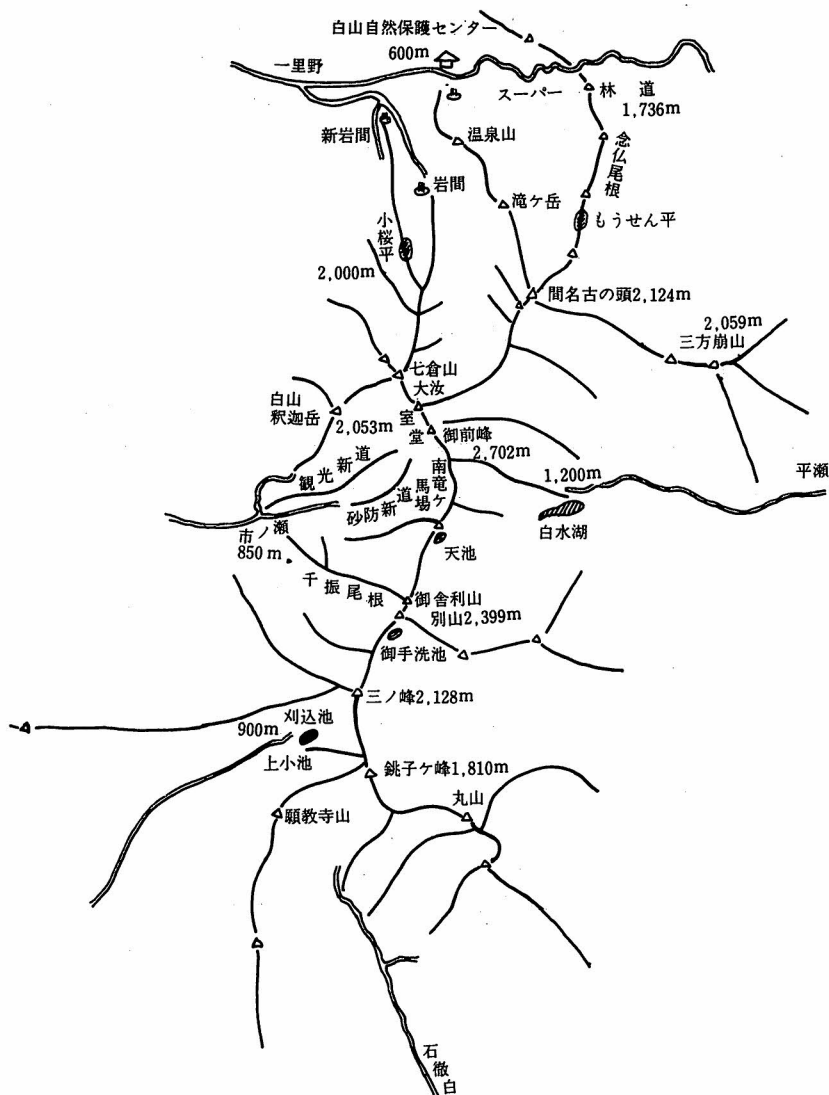 白山自然保護センター
600m
一里野
スーパー林道
1,736m
新岩間
温泉山
念仏尾根
岩間
滝ケ岳
もうせん平
小桜平
2,000m
間名古の頭2,124m
2,059m
三方崩山
七倉山
大汝
白山
釈迦岳
2,053m
室堂
御前峰
2,702m
観光新道
南竜ケ馬場
1,200m
平瀬
砂防新道
白水湖
市ノ瀬
850m
天池
千振尾根
御舎利山
別山2,399m
御手洗池
三ノ峰2,128m
刈込池
900m
上小池
銚子ケ峰1,810m
丸山
願教寺山
石徹白